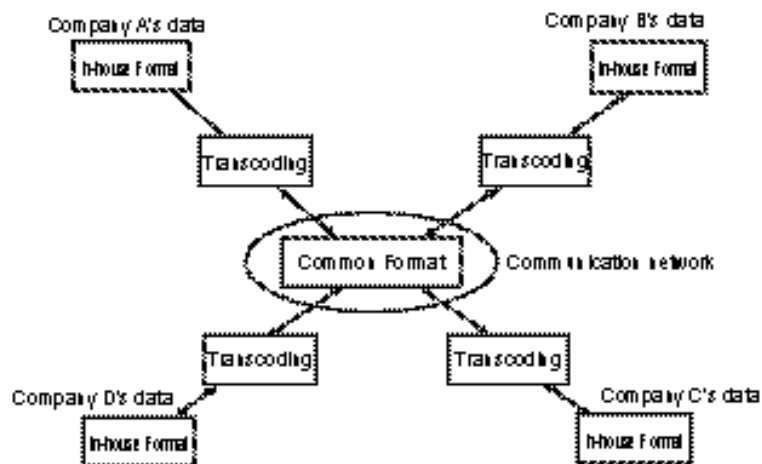 Company A's data
Company B's data
In-house Format
In-house Format
Transcoding
Transcoding
Common Format
Communication network
Transcoding
Transcoding
Company D's data
Company C's data
In-house Format
In-house Format